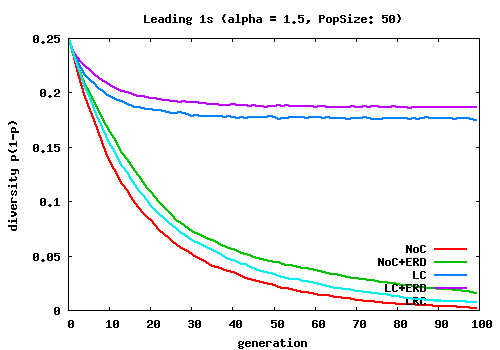 Leading 1s (alpha = 1.5, PopSize: 50)
0.25
0.2
0.15
0.1
0.05
0
diversity p(1-p)
NoC
NoC+ERD
LC
LC+ERD
LRC
0 10 20 30 40 50 60 70 80 90 100
generation